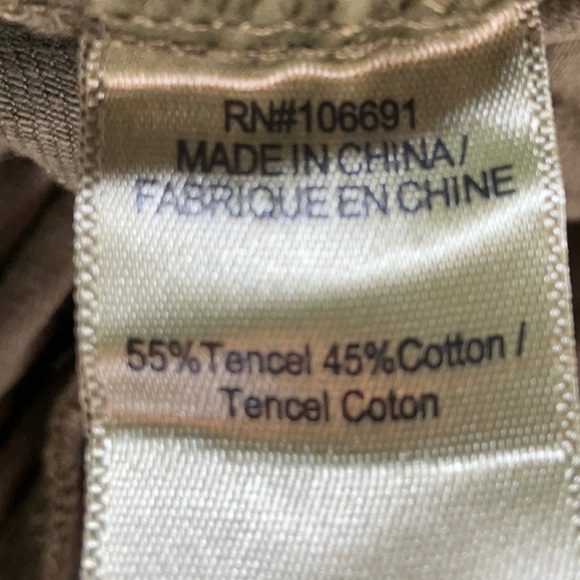 RN#106691
MADE IN CHINA/
FABRIQUE EN CHINE
55%Tencel 45%Cotton /
Tencel Coton